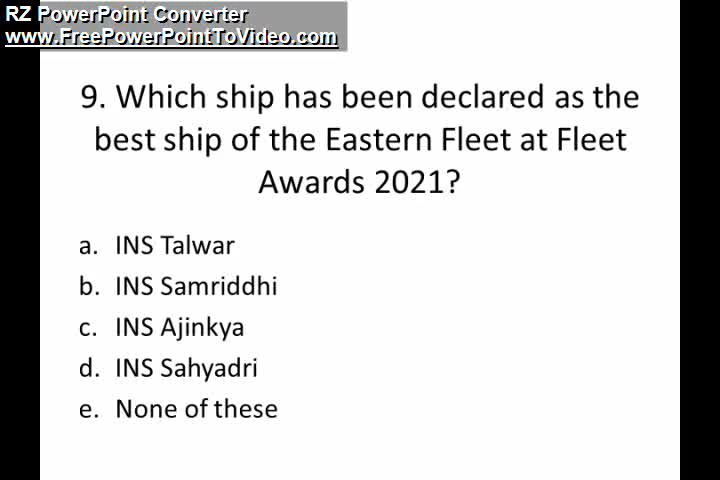 RZ PowerPoint Converter
www.FreePowerPointToVideo.com
9. Which ship has been declared as the
best ship of the Eastern Fleet at Fleet
Awards 2021?
a. INS Talwar
b. INS Samriddhi
c. INS Ajinkya
d. INS Sahyadri
e. None of these